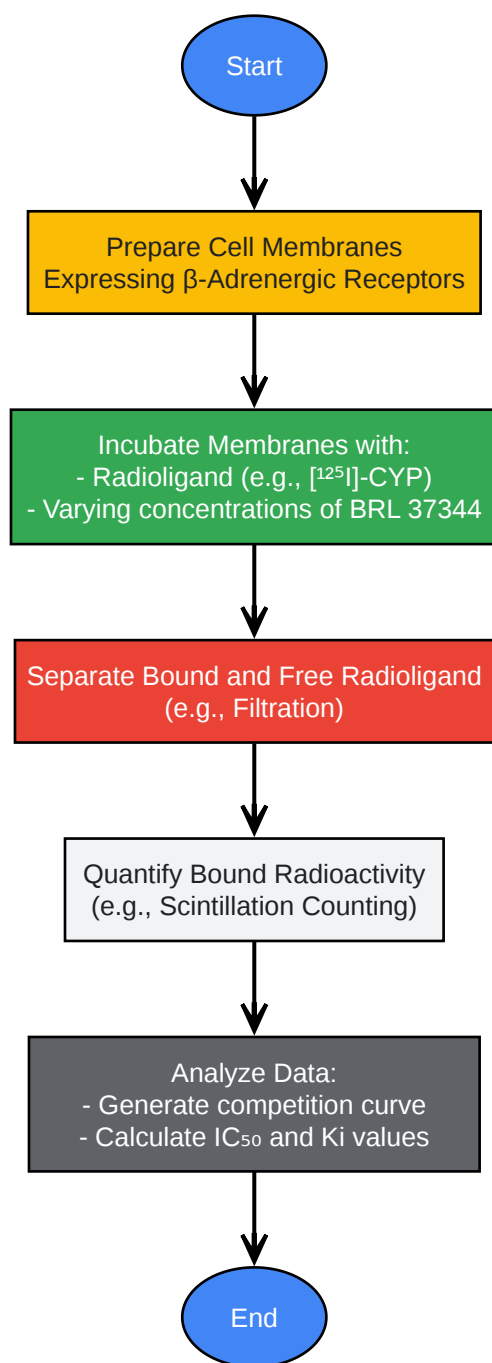 Start
Prepare Cell Membranes
Expressing β-Adrenergic Receptors
Incubate Membranes with:
- Radioligand (e.g., [¹²⁵I]-CYP)
- Varying concentrations of BRL 37344
Separate Bound and Free Radioligand
(e.g., Filtration)
Quantify Bound Radioactivity
(e.g., Scintillation Counting)
Analyze Data:
- Generate competition curve
- Calculate IC₅₀ and Ki values
End